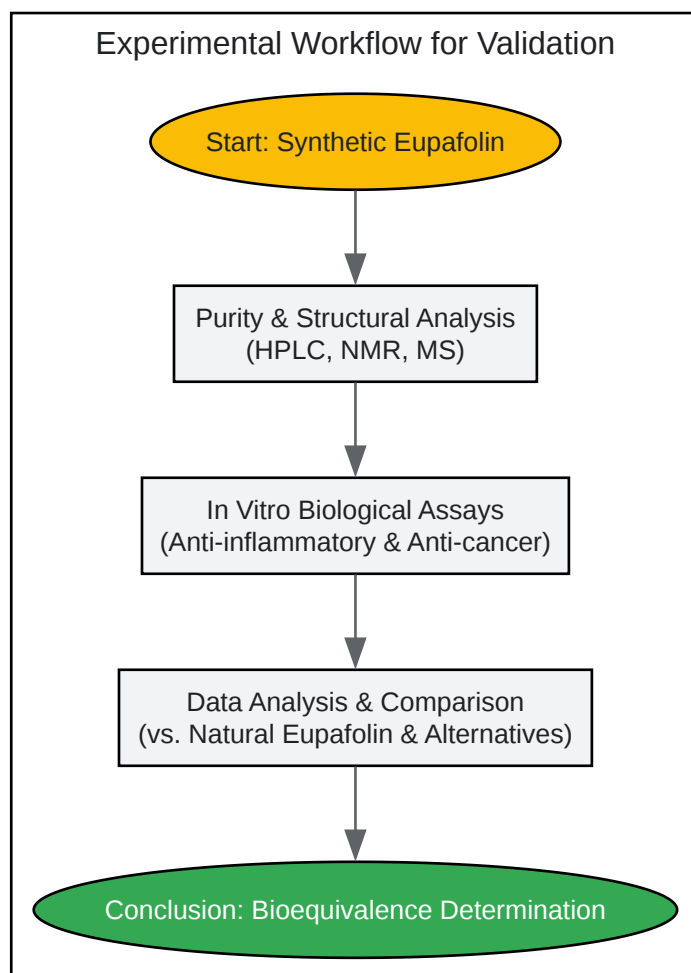 Experimental Workflow for Validation
Start: Synthetic Eupafolin
Purity & Structural Analysis
(HPLC, NMR, MS)
In Vitro Biological Assays
(Anti-inflammatory & Anti-cancer)
Data Analysis & Comparison
(vs. Natural Eupafolin & Alternatives)
Conclusion: Bioequivalence Determination